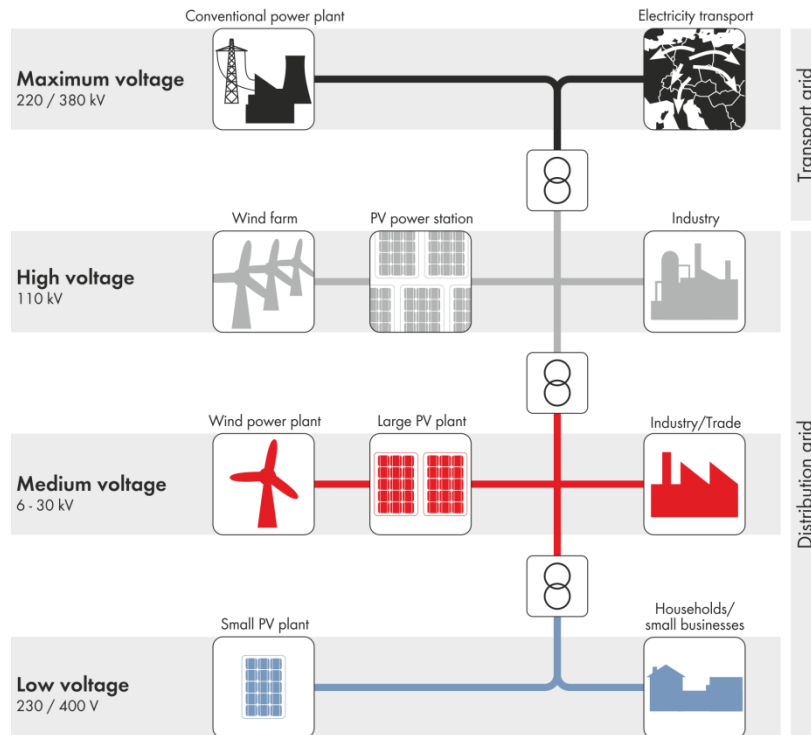 Conventional power plant
Electricity transport
Maximum voltage
220 / 380 kV
Transport grid
Wind farm
PV power station
Industry
High voltage
110 kV
Wind power plant
Large PV plant
Industry/Trade
Medium voltage
6 - 30 kV
Distribution grid
Small PV plant
Households/
small businesses
Low voltage
230 / 400 V